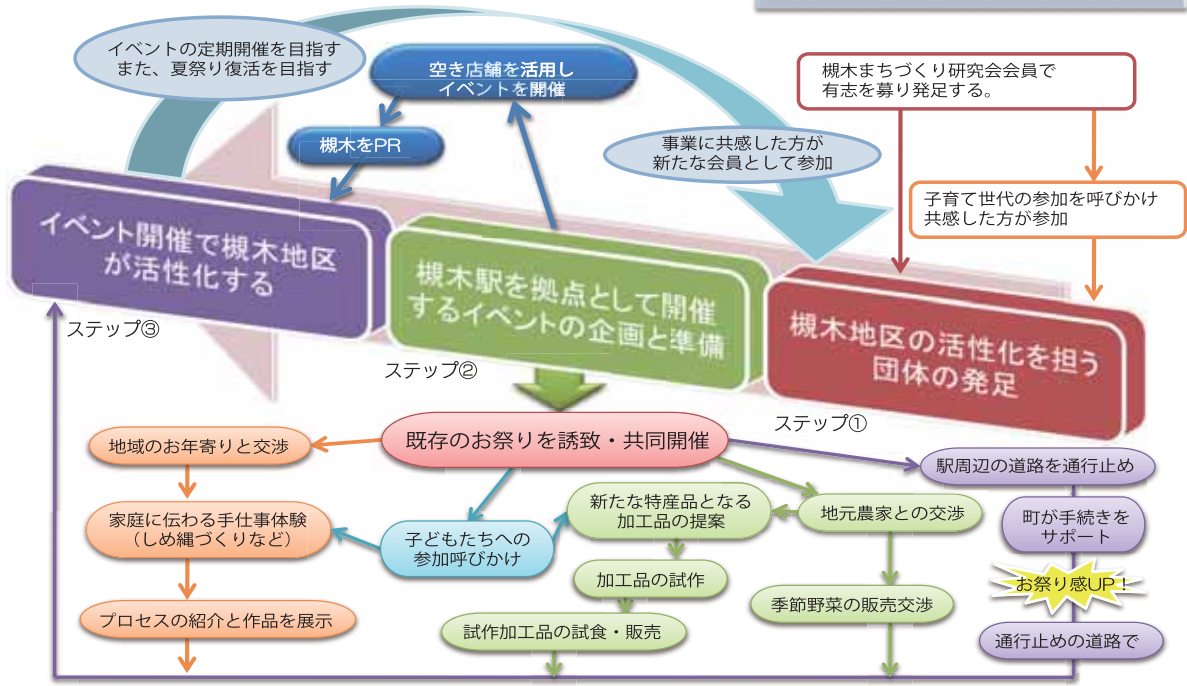 イベントの定期開催を目指す
また、夏祭り復活を目指す
空き店舗を活用し
イベントを開催
槻木まちづくり研究会会員で
有志を募り発足する。
槻木をPR
事業に共感した方が
新たな会員として参加
子育て世代の参加を呼びかけ
共感した方が参加
イベント開催で槻木地区
が活性化する
槻木駅を拠点として開催
するイベントの企画と準備
槻木地区の活性化を担う
団体の発足
ステップ③
ステップ②
ステップ①
既存のお祭りを誘致・共同開催
地域のお年寄りと交渉
駅周辺の道路を通行止め
家庭に伝わる手仕事体験
(しめ縄づくりなど)
子どもたちへの
参加呼びかけ
新たな特産品となる
加工品の提案
地元農家との交渉
町が手続きを
サポート
加工品の試作
お祭り感UP!
プロセスの紹介と作品を展示
試作加工品の試食・販売
季節野菜の販売交渉
通行止めの道路で